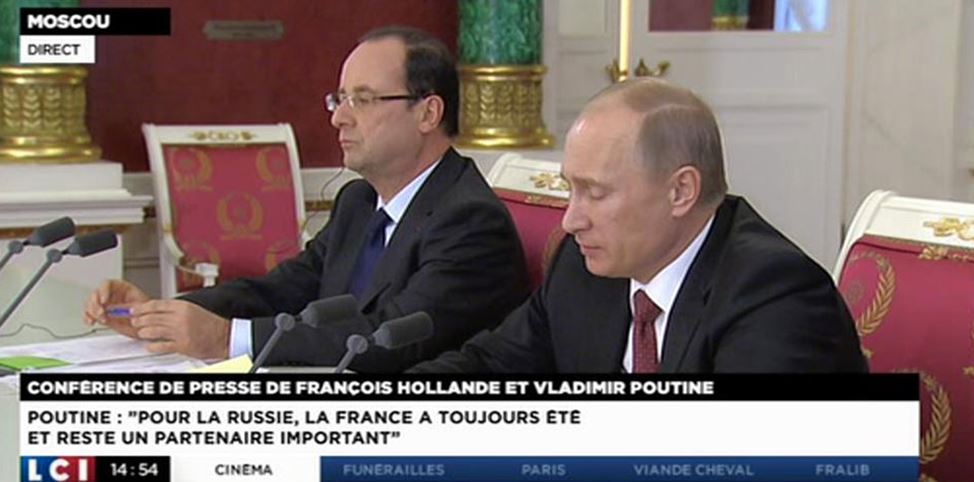 MOSCOU
DIRECT
CONFÉRENCE DE PRESSE DE FRANÇOIS HOLLANDE ET VLADIMIR POUTINE
POUTINE : "POUR LA RUSSIE, LA FRANCE A TOUJOURS ÉTÉ
ET RESTE UN PARTENAIRE IMPORTANT"
LCI 14:54 CINÉMA FUNÉRAILLES PARIS VIANDE CHEVAL FRALIB